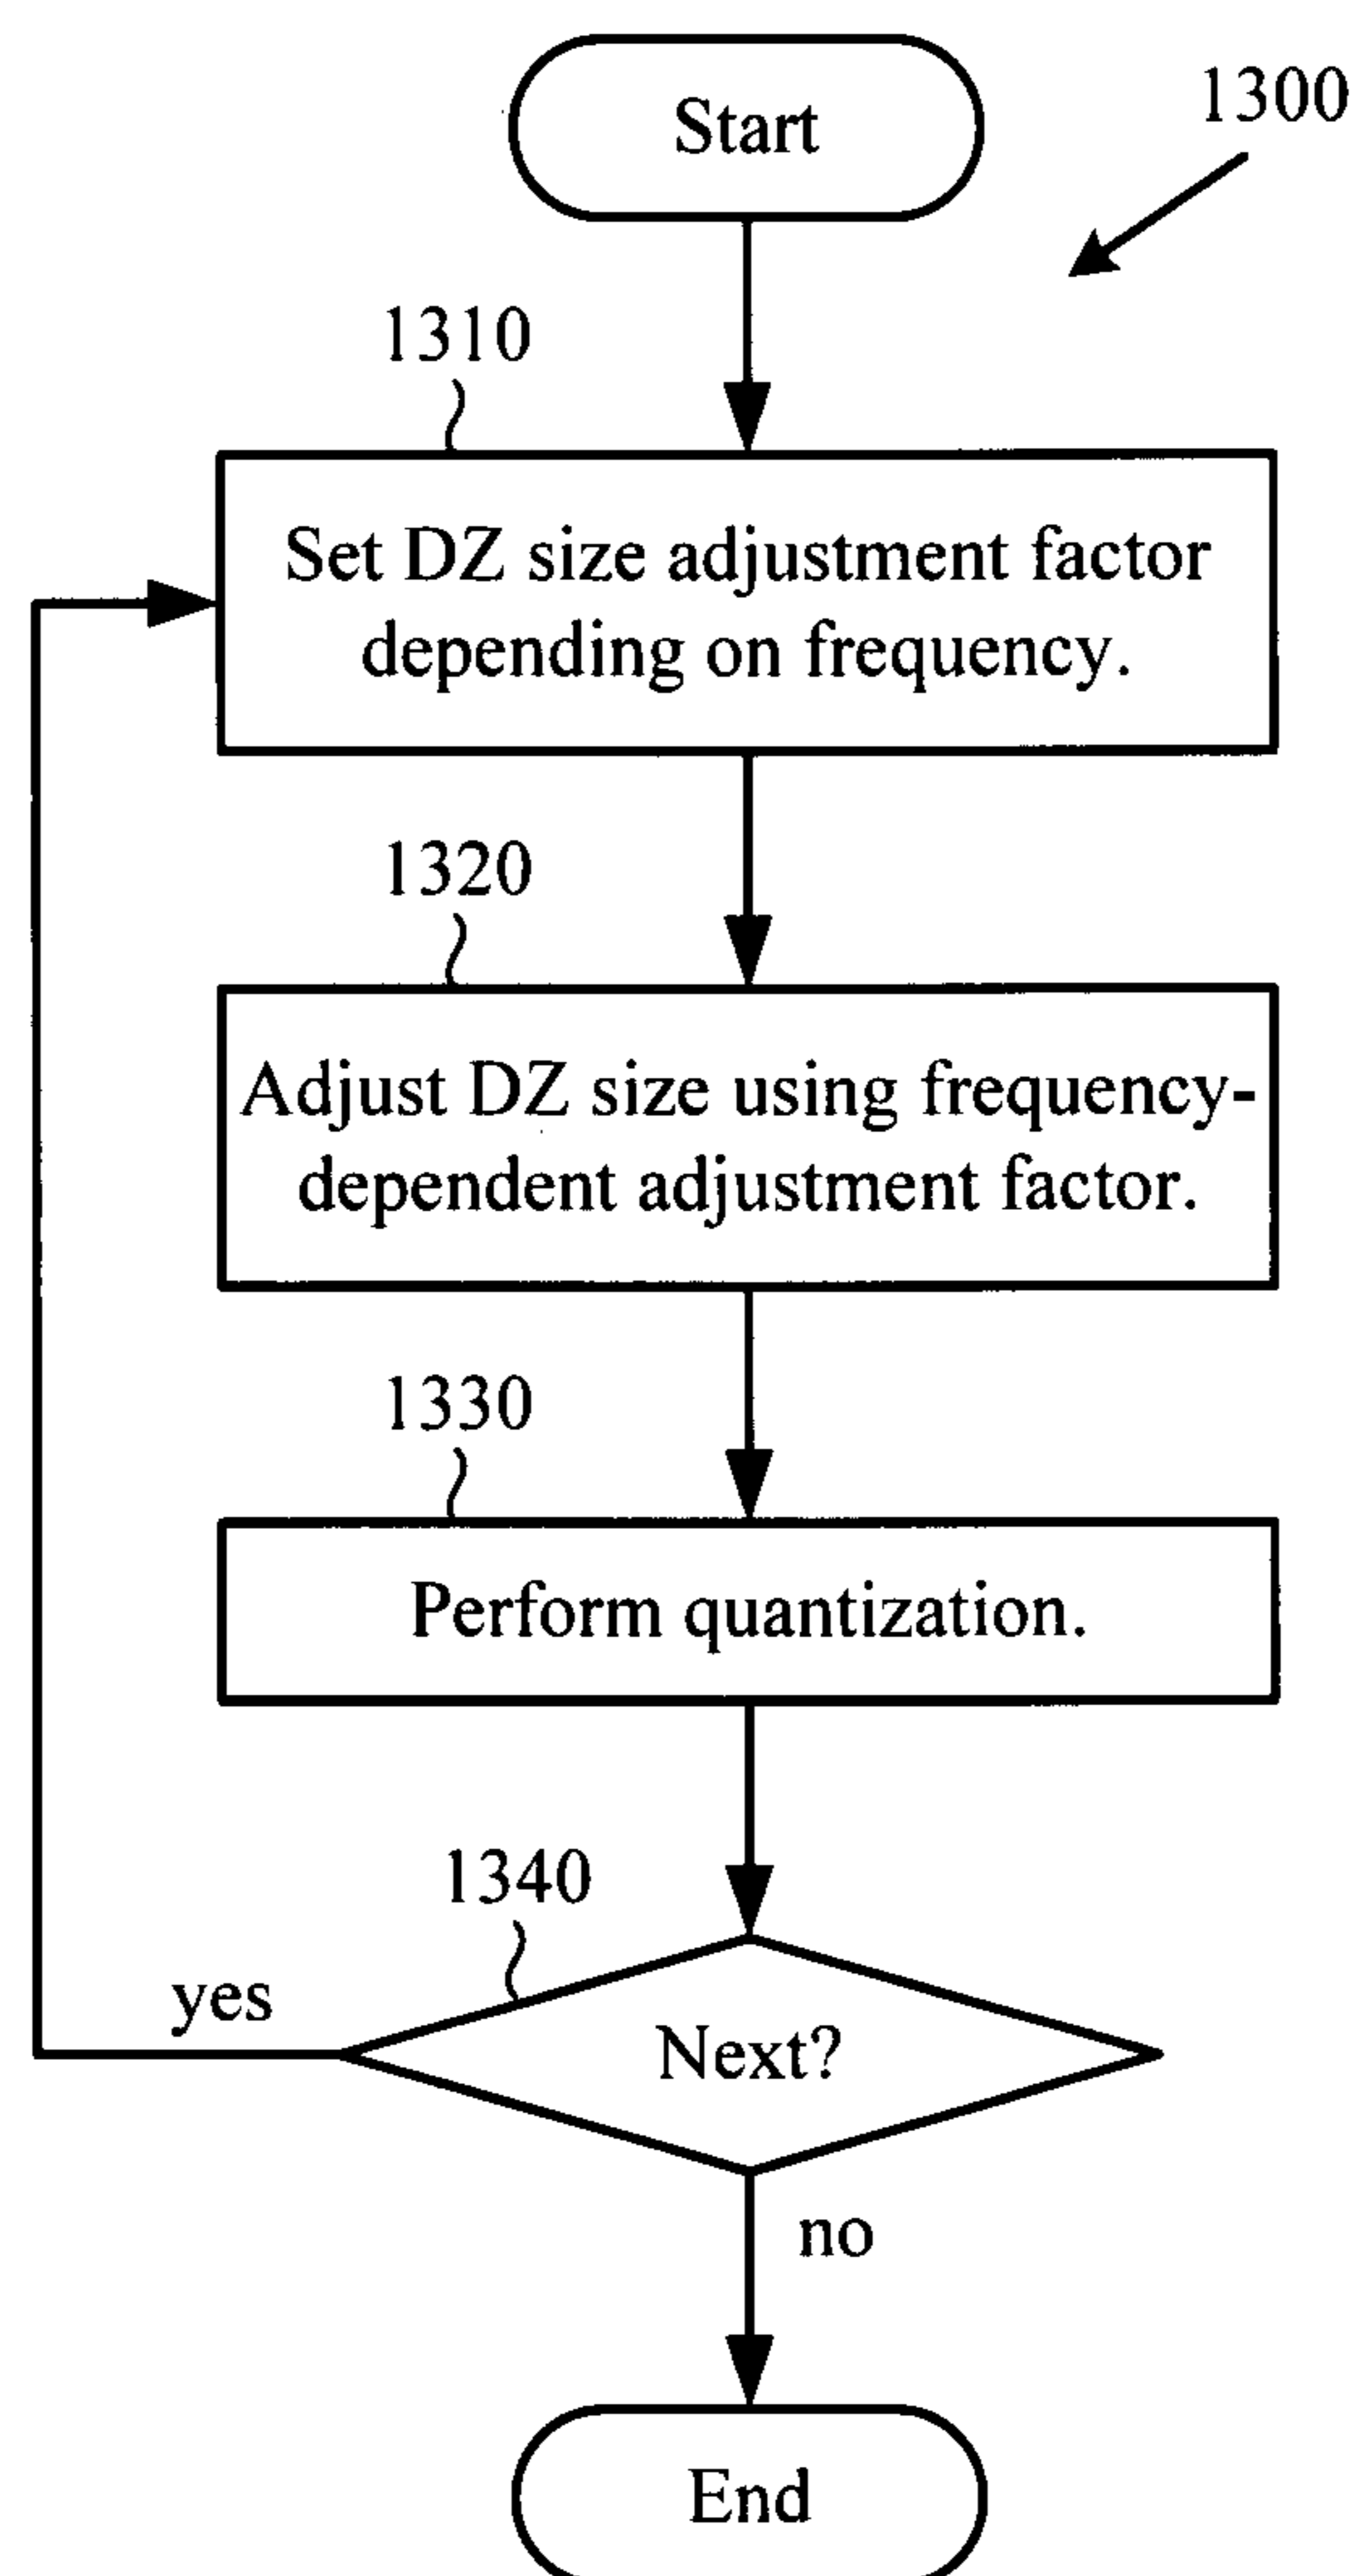 Start
1300
1310
Set DZ size adjustment factor
depending on frequency.
1320
Adjust DZ size using frequency-
dependent adjustment factor.
1330
Perform quantization.
1340
yes
Next?
no
End